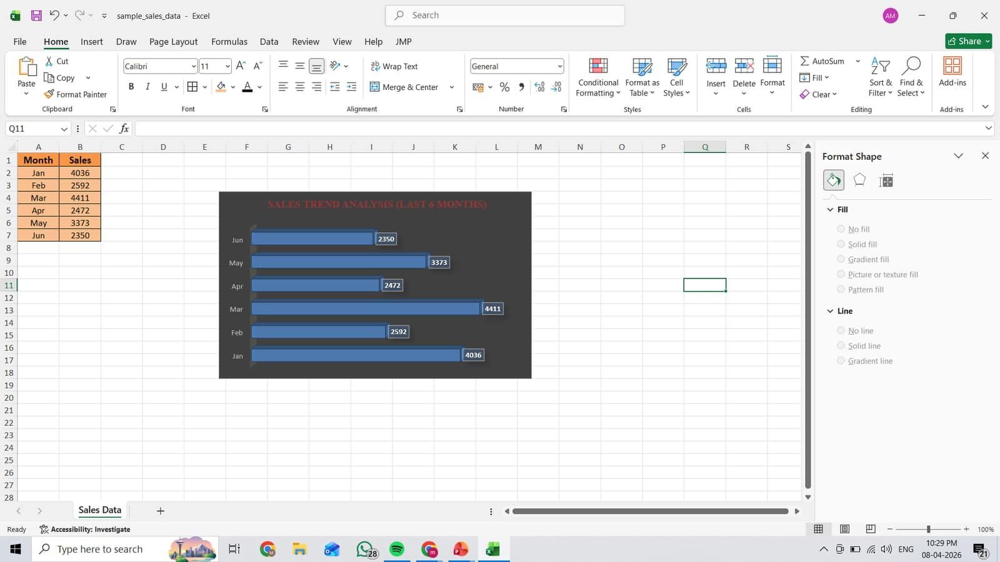 sample_sales_data - Excel
Search
AM
File Home Insert Draw Page Layout Formulas Data Review View Help JMP
Share
Paste
Cut
Copy
Format Painter
Clipboard
Calibri 11
B I U
Font
Wrap Text
Merge & Center
Alignment
General
Number
Conditional Formatting
Format as Table
Cell Styles
Styles
Insert
Delete
Format
Cells
AutoSum
Fill
Clear
Sort & Filter
Find & Select
Editing
Add-ins
Add-ins
Q11
fx
A B C D E F G H I J K L M N O P Q R S
1 Month Sales
2 Jan 4036
3 Feb 2592
4 Mar 4411
5 Apr 2472
6 May 3373
7 Jun 2350
8
9
10
11
12
13
14
15
16
17
18
19
20
21
22
23
24
25
26
27
28
SALES TREND ANALYSIS (LAST 6 MONTHS)
Jun 2350
May 3373
Apr 2472
Mar 4411
Feb 2592
Jan 4036
Format Shape
Fill
No fill
Solid fill
Gradient fill
Picture or texture fill
Pattern fill
Line
No line
Solid line
Gradient line
Sales Data
Ready
Accessibility: Investigate
100%
Type here to search
28
ENG
10:29 PM
08-04-2026
21